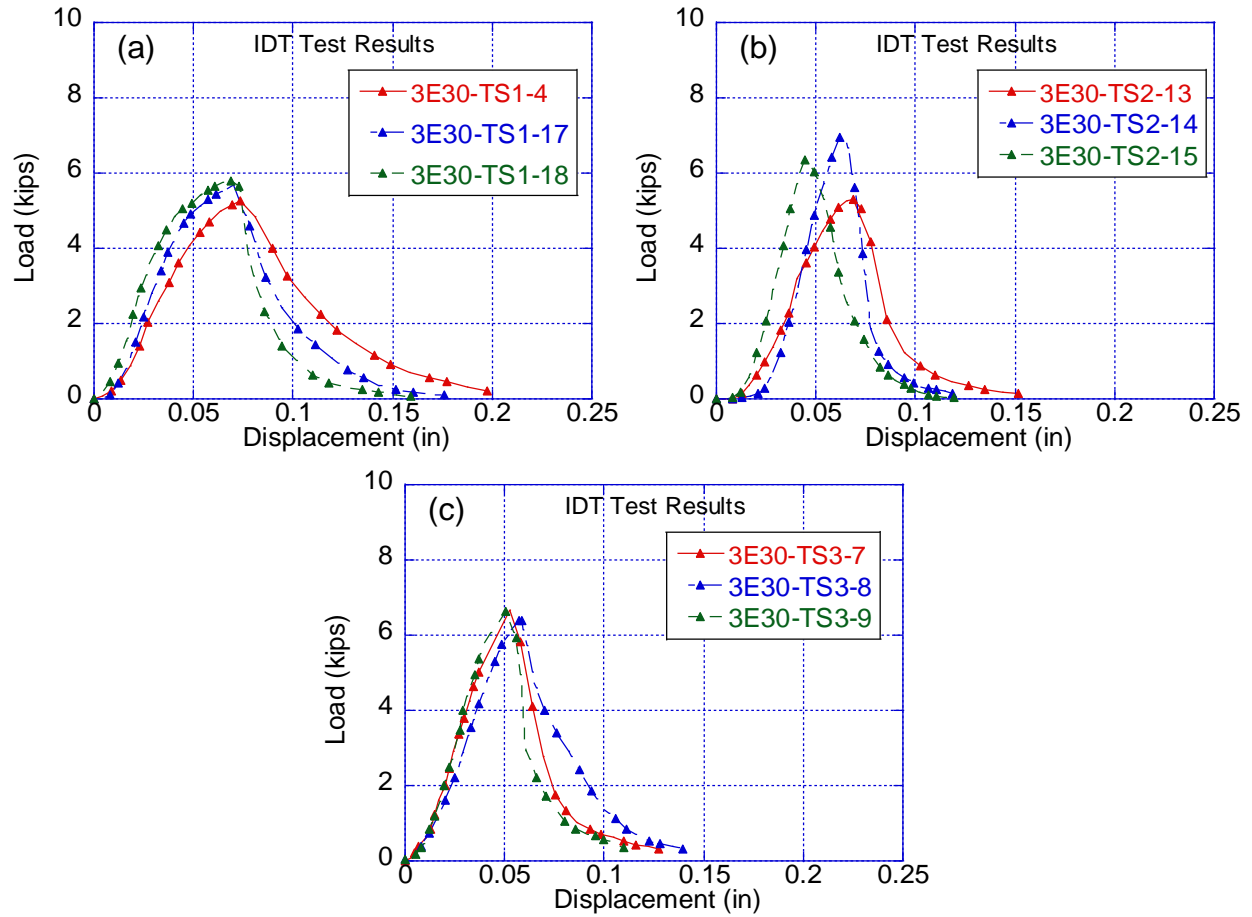 (a)
IDT Test Results
3E30-TS1-4
3E30-TS1-17
3E30-TS1-18
Load (kips)
10
8
6
4
2
0
0 0.05 0.1 0.15 0.2 0.25
Displacement (in)
(b)
IDT Test Results
3E30-TS2-13
3E30-TS2-14
3E30-TS2-15
Load (kips)
10
8
6
4
2
0
0 0.05 0.1 0.15 0.2 0.25
Displacement (in)
(c)
IDT Test Results
3E30-TS3-7
3E30-TS3-8
3E30-TS3-9
Load (kips)
10
8
6
4
2
0
0 0.05 0.1 0.15 0.2 0.25
Displacement (in)